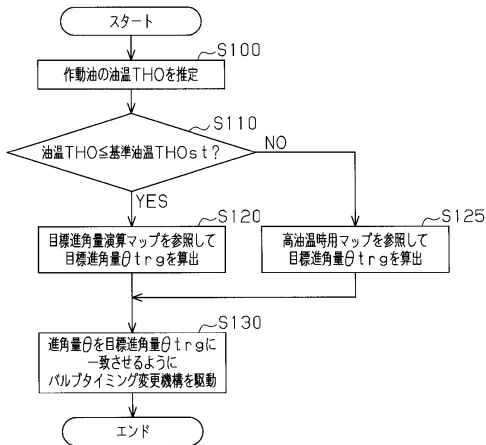 スタート
S100
作動油の油温THOを推定
S110
油温THO≦基準油温THOst?
NO
YES
S120
目標進角量演算マップを参照して
目標進角量θtrgを算出
S125
高油温時用マップを参照して
目標進角量θtrgを算出
S130
進角量θを目標進角量θtrgに
一致させるように
バルブタイミング変更機構を駆動
エンド